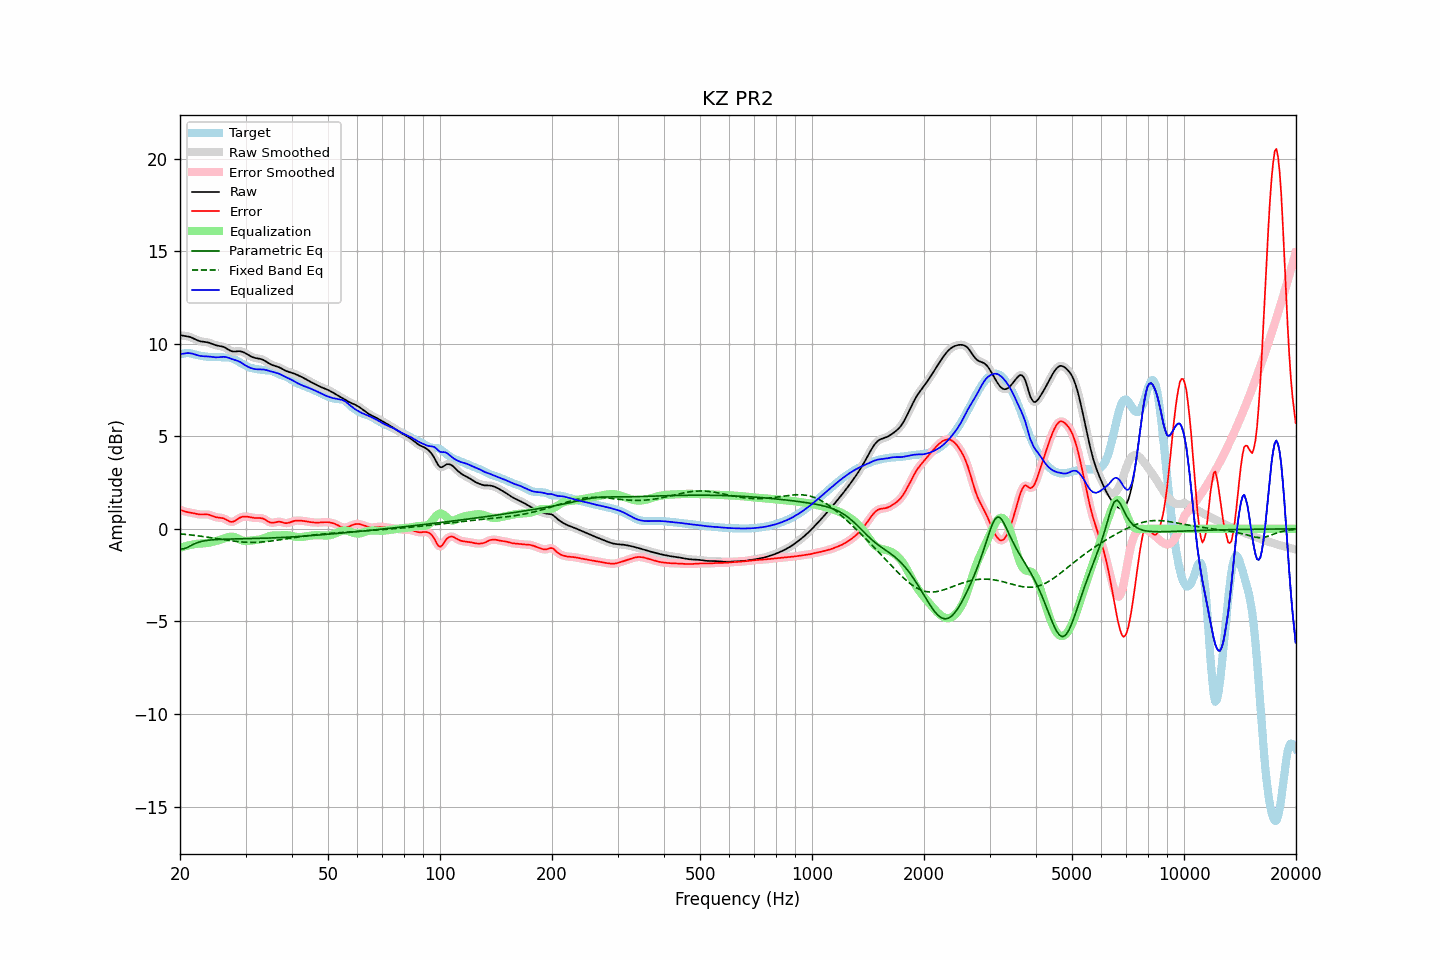 KZ PR2
Target
Raw Smoothed
Error Smoothed
Raw
Error
Equalization
Parametric Eq
Fixed Band Eq
Equalized
Amplitude (dBr)
20
15
10
5
0
−5
−10
−15
20 50 100 200 500 1000 2000 5000 10000 20000
Frequency (Hz)